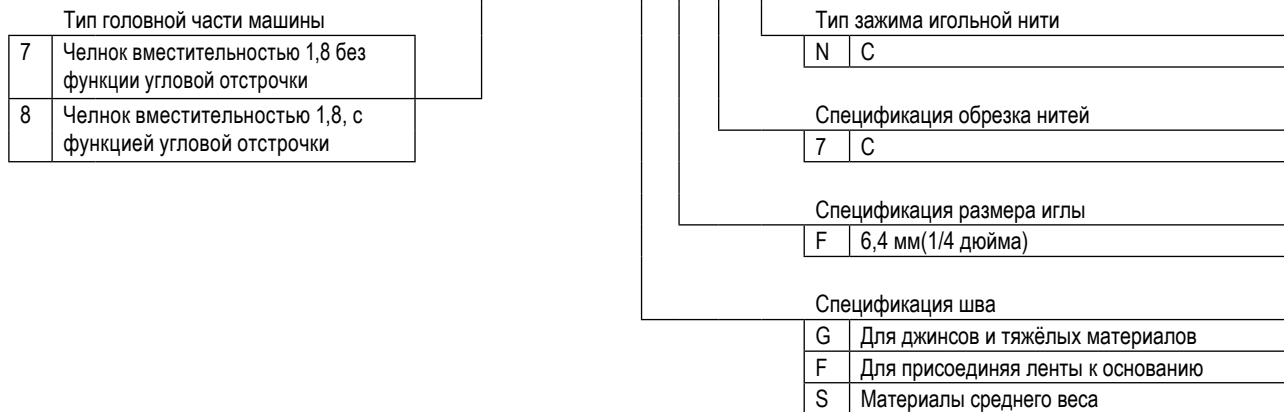 Тип головной части машины
7 Челнок вместительностью 1,8 без
функции угловой отстрочки
8 Челнок вместительностью 1,8, с
функцией угловой отстрочки
Тип зажима игольной нити
N С
Спецификация обрезка нитей
7 С
Спецификация размера иглы
F 6,4 мм(1/4 дюйма)
Спецификация шва
G Для джинсов и тяжёлых материалов
F Для присоединя ленты к основанию
S Материалы среднего веса